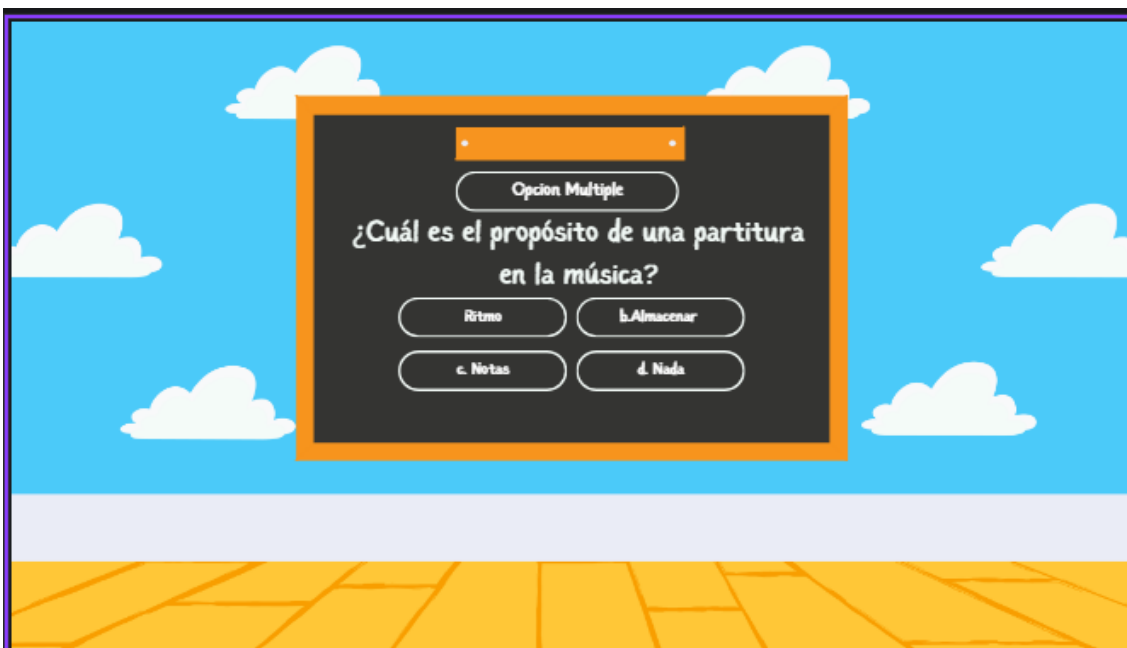 Opcion Multiple
¿Cuál es el propósito de una partitura
en la música?
Ritmo
b.Almacenar
c. Notas
d. Nada